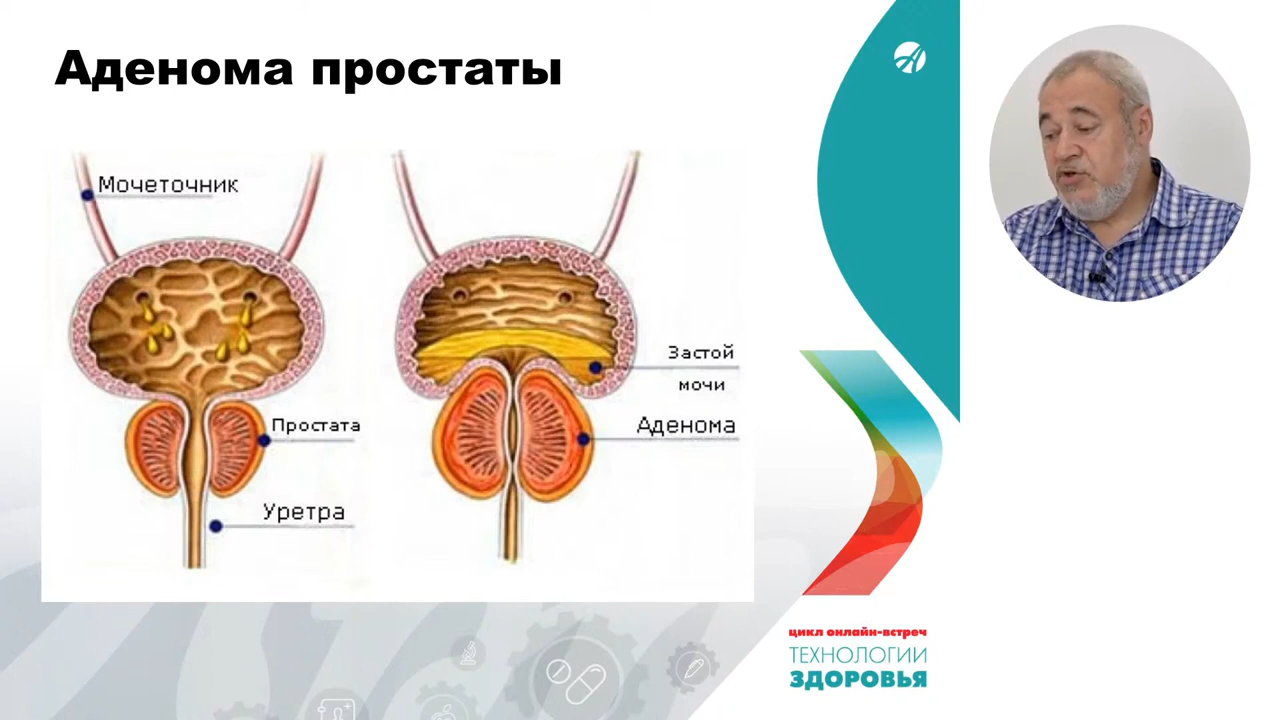 Аденома простаты
Мочеточник
Простата
Уретра
Застой
мочи
Аденома
цикл онлайн-встреч
ТЕХНОЛОГИИ
ЗДОРОВЬЯ